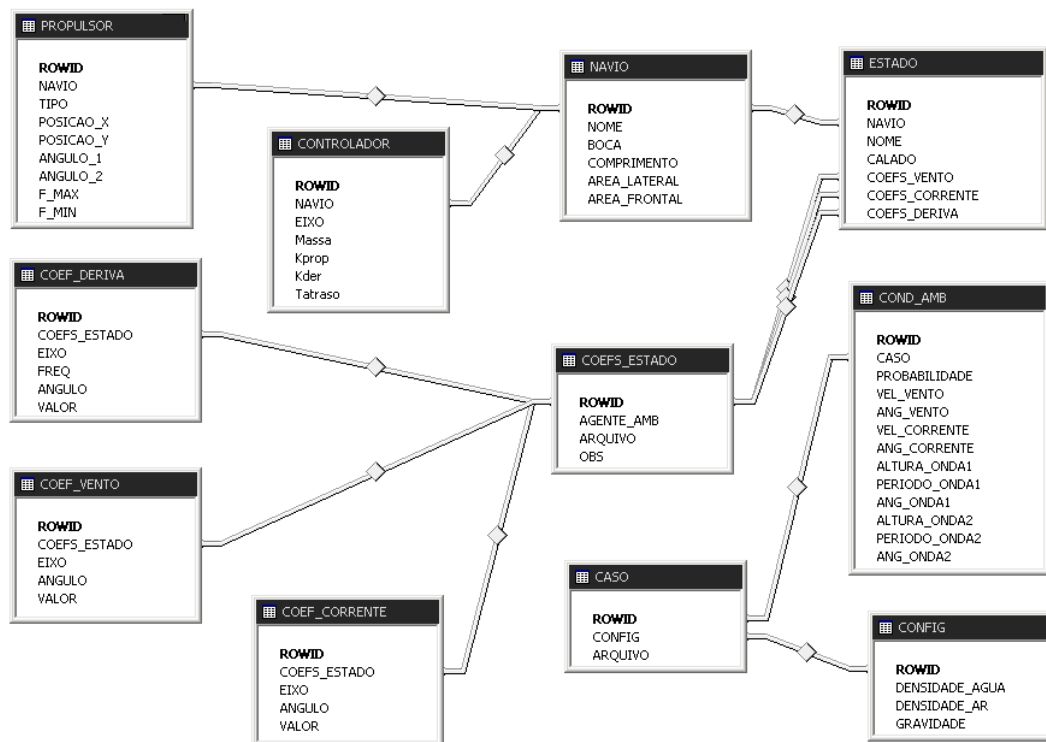 PROPULSOR
ROWID
NAVIO
TIPO
POSICAO_X
POSICAO_Y
ANGULO_1
ANGULO_2
F_MAX
F_MIN
CONTROLADOR
ROWID
NAVIO
EIXO
Massa
Kprop
Kder
Tatraso
NAVIO
ROWID
NOME
BOCA
COMPRIMENTO
AREA_LATERAL
AREA_FRONTAL
ESTADO
ROWID
NAVIO
NOME
CALADO
COEFS_VENTO
COEFS_CORRENTE
COEFS_DERIVA
COEF_DERIVA
ROWID
COEFS_ESTADO
EIXO
FREQ
ANGULO
VALOR
COEFS_ESTADO
ROWID
AGENTE_AMB
ARQUIVO
OBS
COND_AMB
ROWID
CASO
PROBABILIDADE
VEL_VENTO
ANG_VENTO
VEL_CORRENTE
ANG_CORRENTE
ALTURA_ONDA1
PERIODO_ONDA1
ANG_ONDA1
ALTURA_ONDA2
PERIODO_ONDA2
ANG_ONDA2
COEF_VENTO
ROWID
COEFS_ESTADO
EIXO
ANGULO
VALOR
COEF_CORRENTE
ROWID
COEFS_ESTADO
EIXO
ANGULO
VALOR
CASO
ROWID
CONFIG
ARQUIVO
CONFIG
ROWID
DENSIDADE_AGUA
DENSIDADE_AR
GRAVIDADE